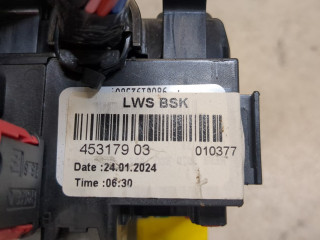 LWS BSK
453179 03 010377
Date :24.01.2024
Time :06:30